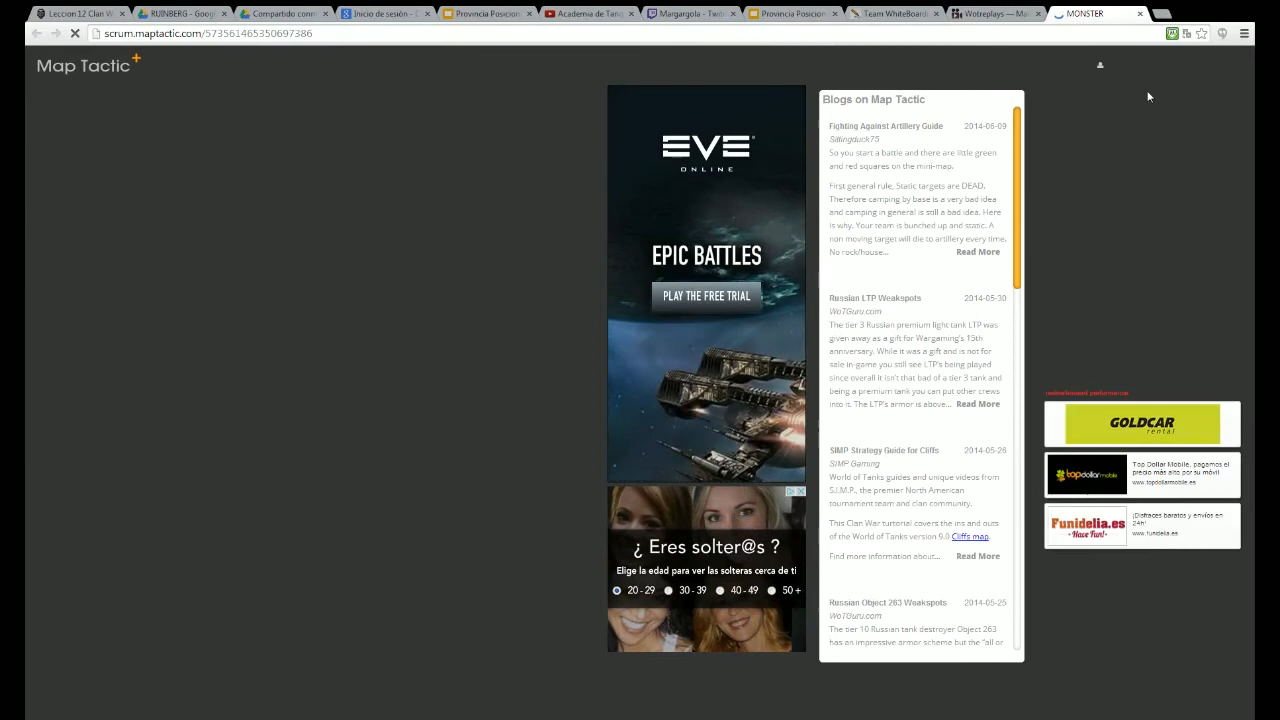 Leccion 12 Clan W
RUINBERG - Goog
Compartido conm
Inicio de sesión - 
Provincia Posicion
Academia de Tanq
Margargola - Twit
Provincia Posicion
Team WhiteBoardi
Wotreplays — Ma
MONSTER
scrum.maptactic.com/573561465350697386
Map Tactic+
EVE
ONLINE
EPIC BATTLES
PLAY THE FREE TRIAL
¿ Eres solter@s ?
Elige la edad para ver las solteras cerca de ti
20-29 30-39 40-49 50+
Blogs on Map Tactic
Fighting Against Artillery Guide 2014-06-09
Sittingduck75
So you start a battle and there are little green
and red squares on the mini-map.
First general rule, Static targets are DEAD.
Therefore camping by base is a very bad idea
and camping in general is still a bad idea. Here
is why. Your team is bunched up and static. A
non moving target will die to artillery every time.
No rock/house... Read More
Russian LTP Weakspots 2014-05-30
WoTGuru.com
The tier 3 Russian premium light tank LTP was
given away as a gift for Wargaming's 15th
anniversary. While it was a gift and is not for
sale in-game you still see LTP's being played
since overall it isn't that bad of a tier 3 tank and
being a premium tank you can put other crews
into it. The LTP's armor is above... Read More
SIMP Strategy Guide for Cliffs 2014-05-26
SIMP Gaming
World of Tanks guides and unique videos from
S.I.M.P., the premier North American
tournament team and clan community.
This Clan War turtorial covers the ins and outs
of the World of Tanks version 9.0 Cliffs map.
Find more information about... Read More
Russian Object 263 Weakspots 2014-05-25
WoTGuru.com
The tier 10 Russian tank destroyer Object 263
has an impressive armor scheme but the "all or
GOLDCAR
rental
topdollarmobile
Top Dollar Mobile, pagamos el
precio más alto por su móvil
www.topdollarmobile.es
Funidelia.es
• Have Fun! •
¡Disfraces baratos y envíos en
24h!
www.funidelia.es